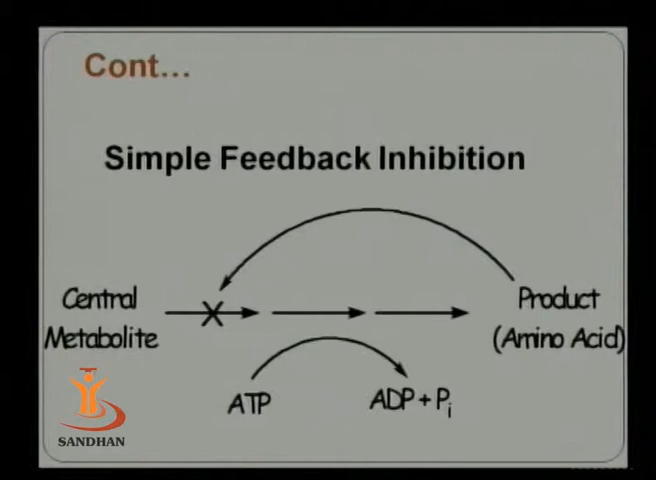 Cont...
Simple Feedback Inhibition
Central
Metabolite
X
Product
(Amino Acid)
ATP
ADP + Pi
SANDHAN